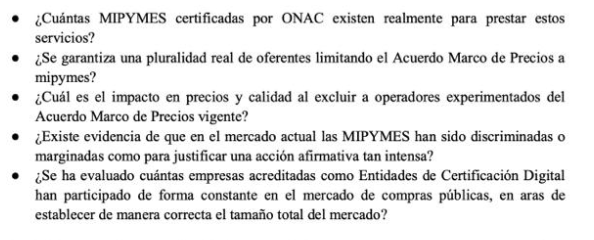 ● ¿Cuántas MIPYMES certificadas por ONAC existen realmente para prestar estos
servicios?
● ¿Se garantiza una pluralidad real de oferentes limitando el Acuerdo Marco de Precios a
mipymes?
● ¿Cuál es el impacto en precios y calidad al excluir a operadores experimentados del
Acuerdo Marco de Precios vigente?
● ¿Existe evidencia de que en el mercado actual las MIPYMES han sido discriminadas o
marginadas como para justificar una acción afirmativa tan intensa?
● ¿Se ha evaluado cuántas empresas acreditadas como Entidades de Certificación Digital
han participado de forma constante en el mercado de compras públicas, en aras de
establecer de manera correcta el tamaño total del mercado?